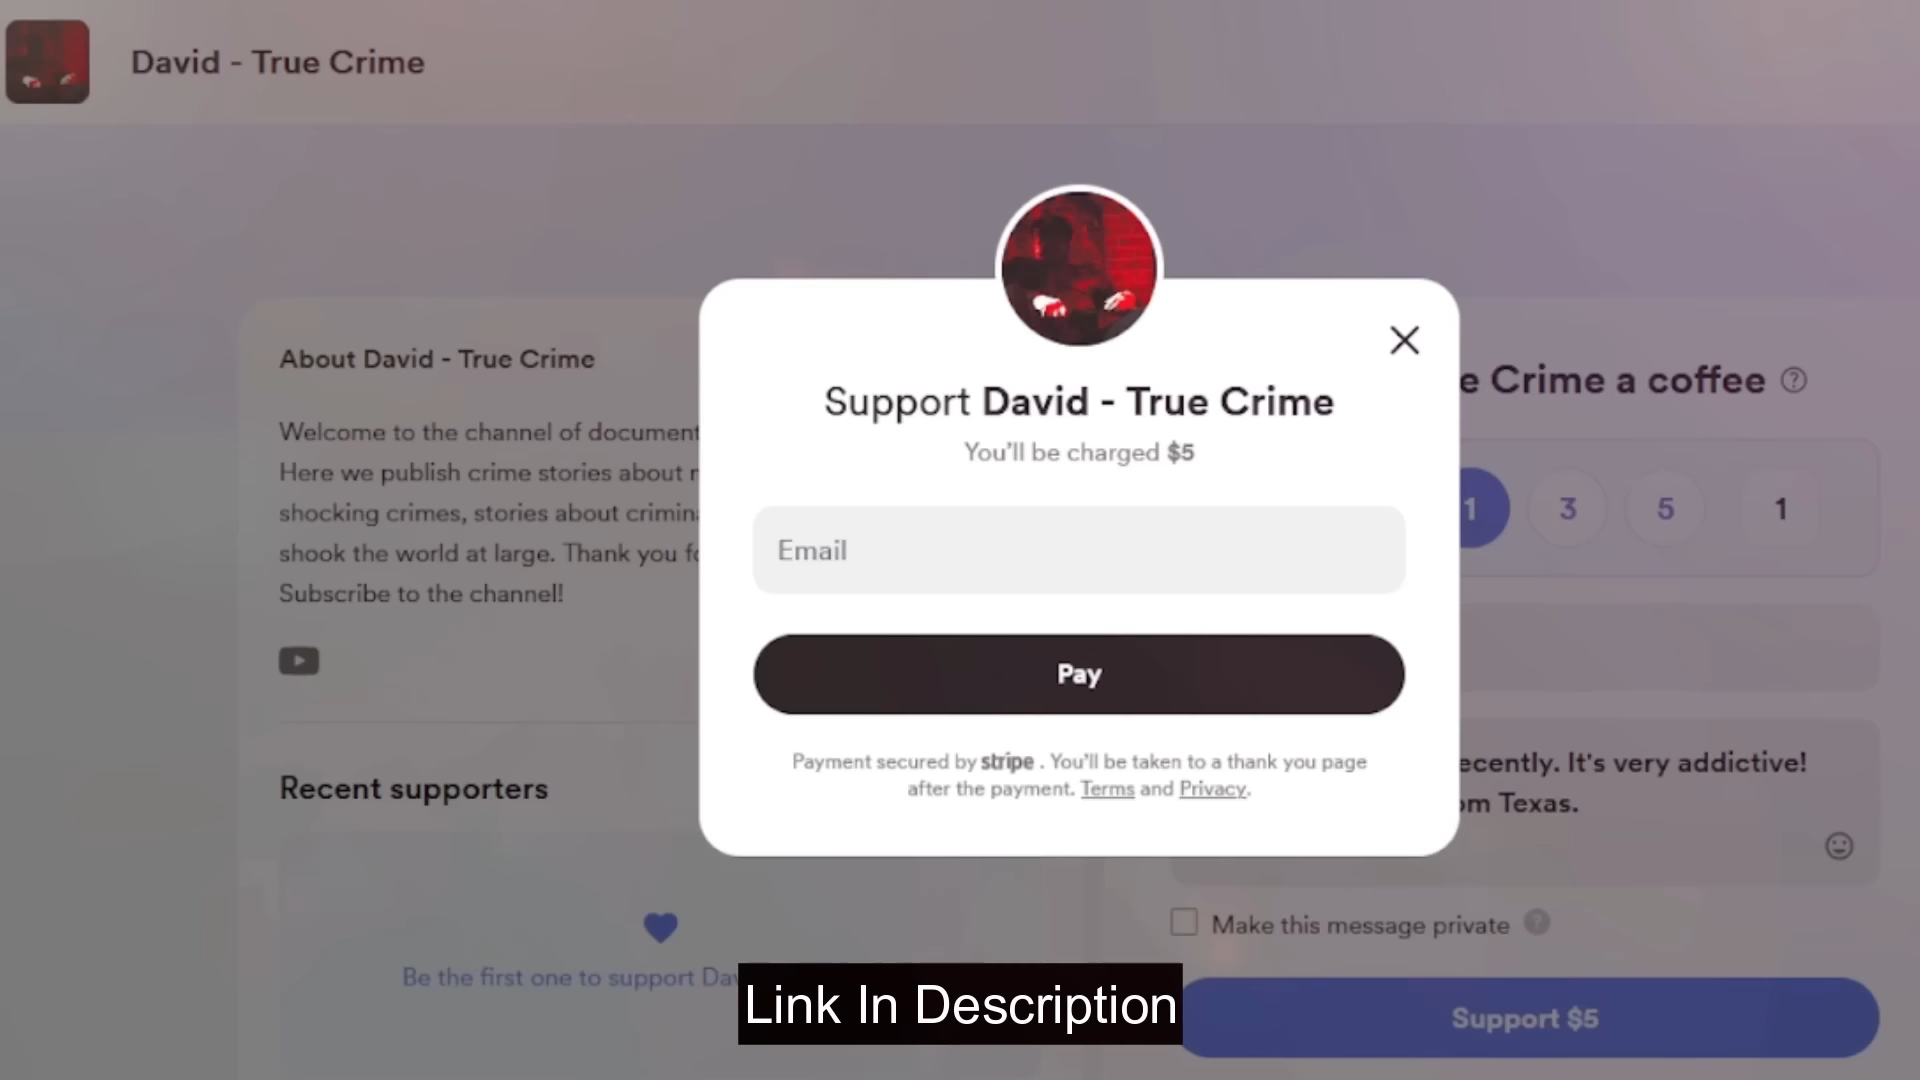 David - True Crime
About David - True Crime
Welcome to the channel of document
Here we publish crime stories about
shocking crimes, stories about crimin
shook the world at large. Thank you
Subscribe to the channel!
Recent supporters
Be the first one to support
Support David - True Crime
You'll be charged $5
Email
Pay
Payment secured by stripe . You'll be taken to a thank you page
after the payment. Terms and Privacy.
Crime a coffee ?
1 3 5 1
It's very addictive!
Texas.
Make this message private ?
Support $5
Link In Description